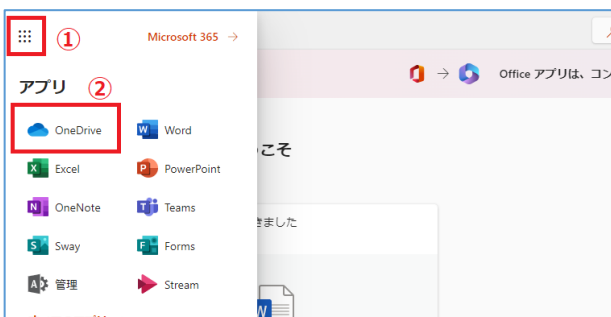 ① Microsoft 365 →
→ Office アプリは、コン
アプリ ②
OneDrive Word
うこそ
Excel PowerPoint
OneNote Teams
きました
Sway Forms
管理 Stream